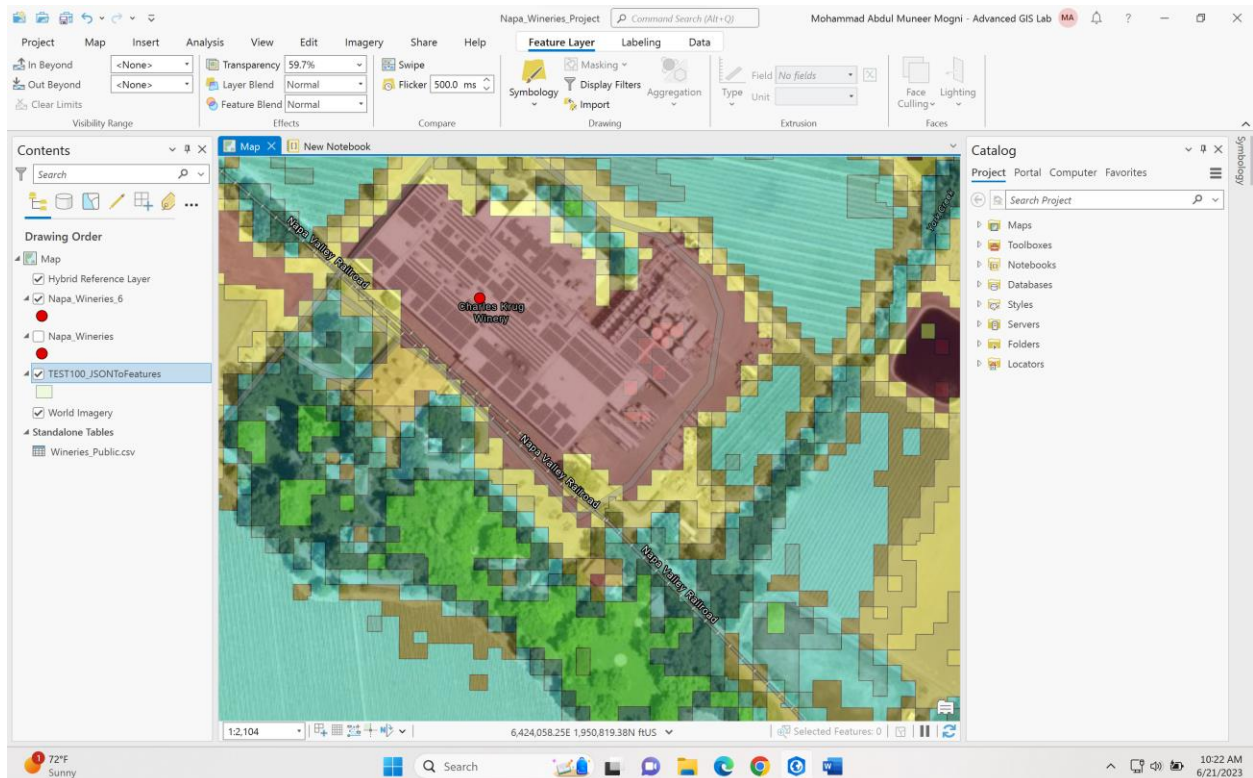 Napa_Wineries_Project
Command Search (Alt+Q)
Mohammad Abdul Muneer Mogni - Advanced GIS Lab
MA
?
Project Map Insert Analysis View Edit Imagery Share Help Feature Layer Labeling Data
In Beyond <None>
Out Beyond <None>
Clear Limits
Visibility Range
Transparency 59.7%
Layer Blend Normal
Feature Blend Normal
Effects
Swipe
Flicker 500.0 ms
Compare
Symbology
Masking
Display Filters
Import
Aggregation
Drawing
Type
Field No fields
Unit
Extrusion
Face Culling
Lighting
Faces
Contents
Search
Drawing Order
Map
Hybrid Reference Layer
Napa_Wineries_6
Napa_Wineries
TEST100_JSONToFeatures
World Imagery
Standalone Tables
Wineries_Public.csv
Map
New Notebook
Napa Valley Railroad
Charles Krug
Winery
Napa Valley Railroad
Napa Valley Railroad
1:2,104
6,424,058.25E 1,950,819.38N ftUS
Selected Features: 0
Catalog
Project Portal Computer Favorites
Search Project
Maps
Toolboxes
Notebooks
Databases
Styles
Servers
Folders
Locators
Symbology
1
72°F
Sunny
Search
10:22 AM
6/21/2023